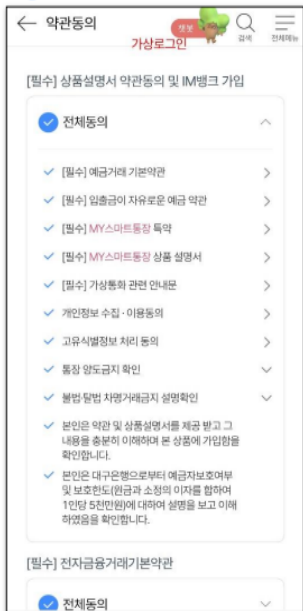 약관동의
챗봇
검색
전체메뉴
가상로그인
[필수] 상품설명서 약관동의 및 IM뱅크 가입
전체동의
[필수] 예금거래 기본약관
[필수] 입출금이 자유로운 예금 약관
[필수] MY스마트통장 특약
[필수] MY스마트통장 상품 설명서
[필수] 가상통화 관련 안내문
개인정보 수집·이용동의
고유식별정보 처리 동의
통장 양도금지 확인
불법·탈법 차명거래금지 설명확인
본인은 약관 및 상품설명서를 제공 받고 그
내용을 충분히 이해하며 본 상품에 가입함을
확인합니다.
본인은 대구은행으로부터 예금자보호여부
및 보호한도(원금과 소정의 이자를 합하여
1인당 5천만원)에 대하여 설명을 보고 이해
하였음을 확인합니다.
[필수] 전자금융거래기본약관
전체동의